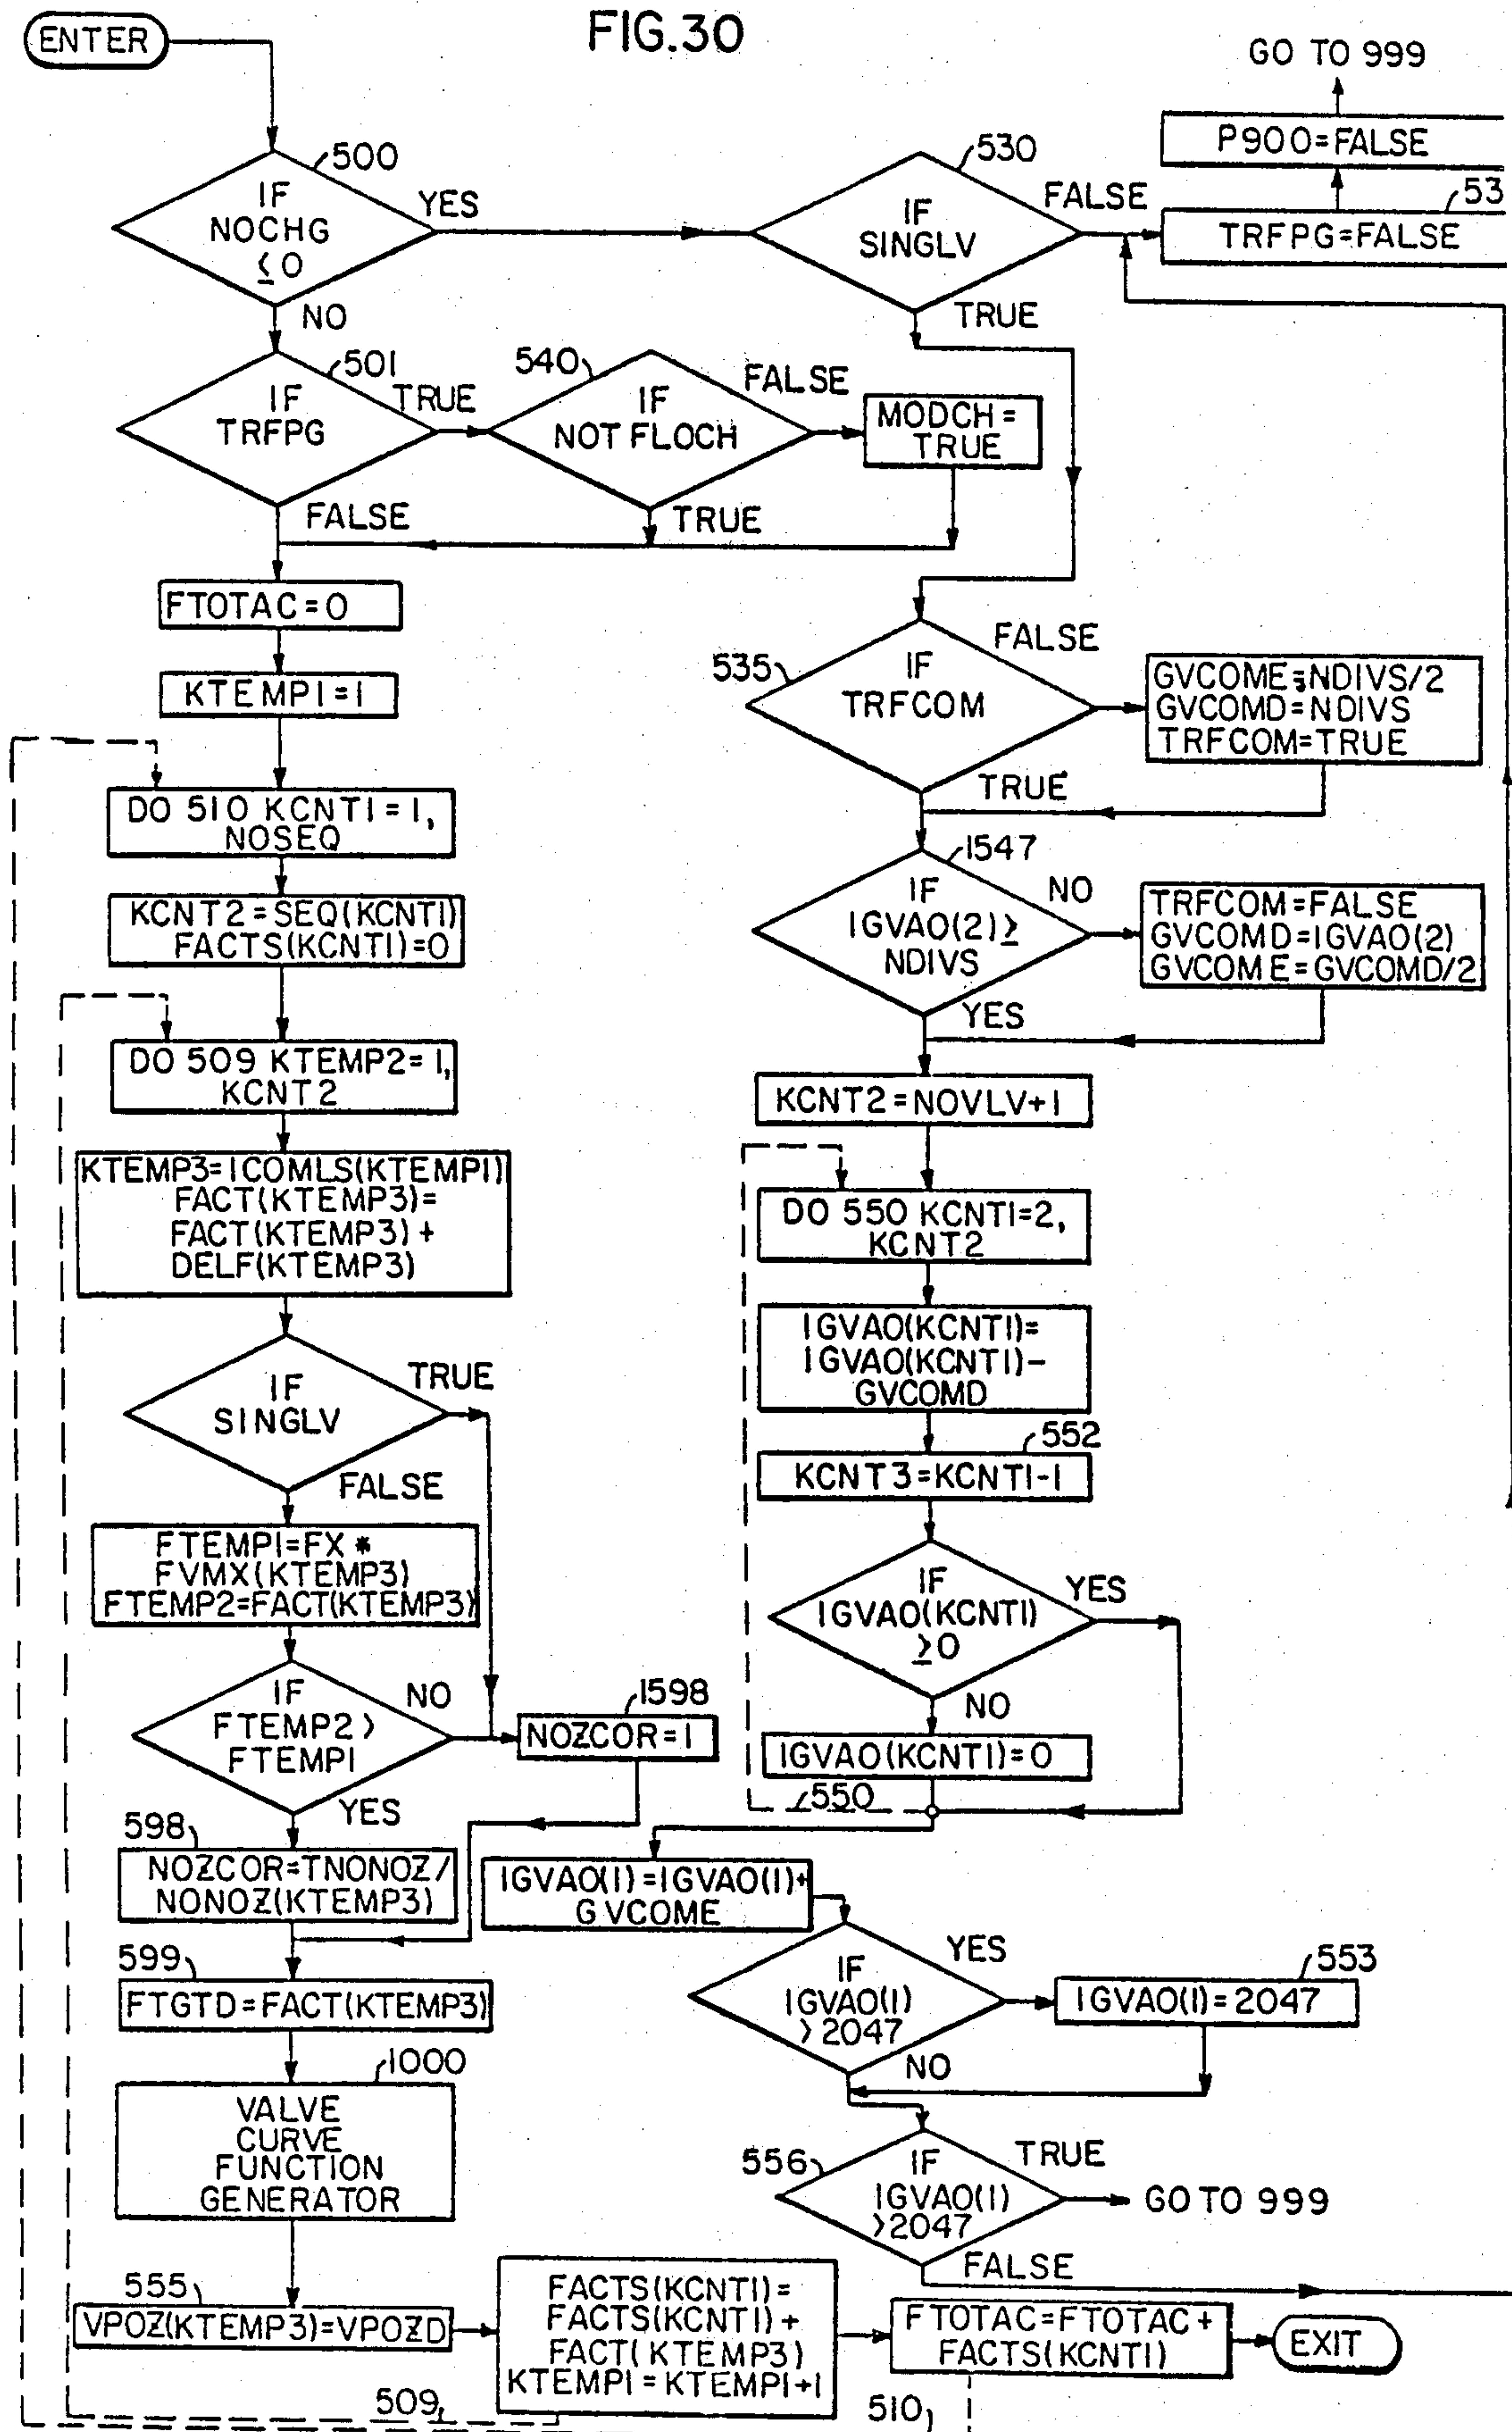 FIG.30
ENTER
GO TO 999
P900=FALSE
53
TRFPG=FALSE
500
IF
NOCHG
≤0
YES
NO
530
IF
SINGLV
FALSE
TRUE
501
IF
TRFPG
TRUE
FALSE
540
IF
NOT FLOCH
FALSE
TRUE
MODCH=
TRUE
FTOTAC=0
KTEMP1=1
DO 510 KCNT1=1,
NOSEQ
KCNT2=SEQ(KCNT1)
FACTS(KCNT1)=0
DO 509 KTEMP2=1,
KCNT2
KTEMP3=ICOMLS(KTEMP1)
FACT(KTEMP3)=
FACT(KTEMP3)+
DELF(KTEMP3)
IF
SINGLV
TRUE
FALSE
FTEMP1=FX*
FVMX(KTEMP3)
FTEMP2=FACT(KTEMP3)
IF
FTEMP2>
FTEMP1
NO
YES
1598
NOZCOR=1
598
NOZCOR=TNONOZ/
NONOZ(KTEMP3)
599
FTGTD=FACT(KTEMP3)
1000
VALVE
CURVE
FUNCTION
GENERATOR
555
VPOZ(KTEMP3)=VPOZD
FACTS(KCNT1)=
FACTS(KCNT1)+
FACT(KTEMP3)
KTEMP1=KTEMP1+1
509
FTOTAC=FTOTAC+
FACTS(KCNT1)
510
EXIT
535
IF
TRFCOM
FALSE
TRUE
GVCOME=NDIVS/2
GVCOMD=NDIVS
TRFCOM=TRUE
1547
IF
IGVAO(2)≥
NDIVS
NO
YES
TRFCOM=FALSE
GVCOMD=IGVAO(2)
GVCOME=GVCOMD/2
KCNT2=NOVLV+1
DO 550 KCNT1=2,
KCNT2
IGVAO(KCNT1)=
IGVAO(KCNT1)-
GVCOMD
552
KCNT3=KCNT1-1
IF
IGVAO(KCNT1)
≥0
YES
NO
IGVAO(KCNT1)=0
550
IGVAO(1)=IGVAO(1)+
GVCOME
IF
IGVAO(1)
>2047
YES
NO
553
IGVAO(1)=2047
556
IF
IGVAO(1)
>2047
TRUE
GO TO 999
FALSE